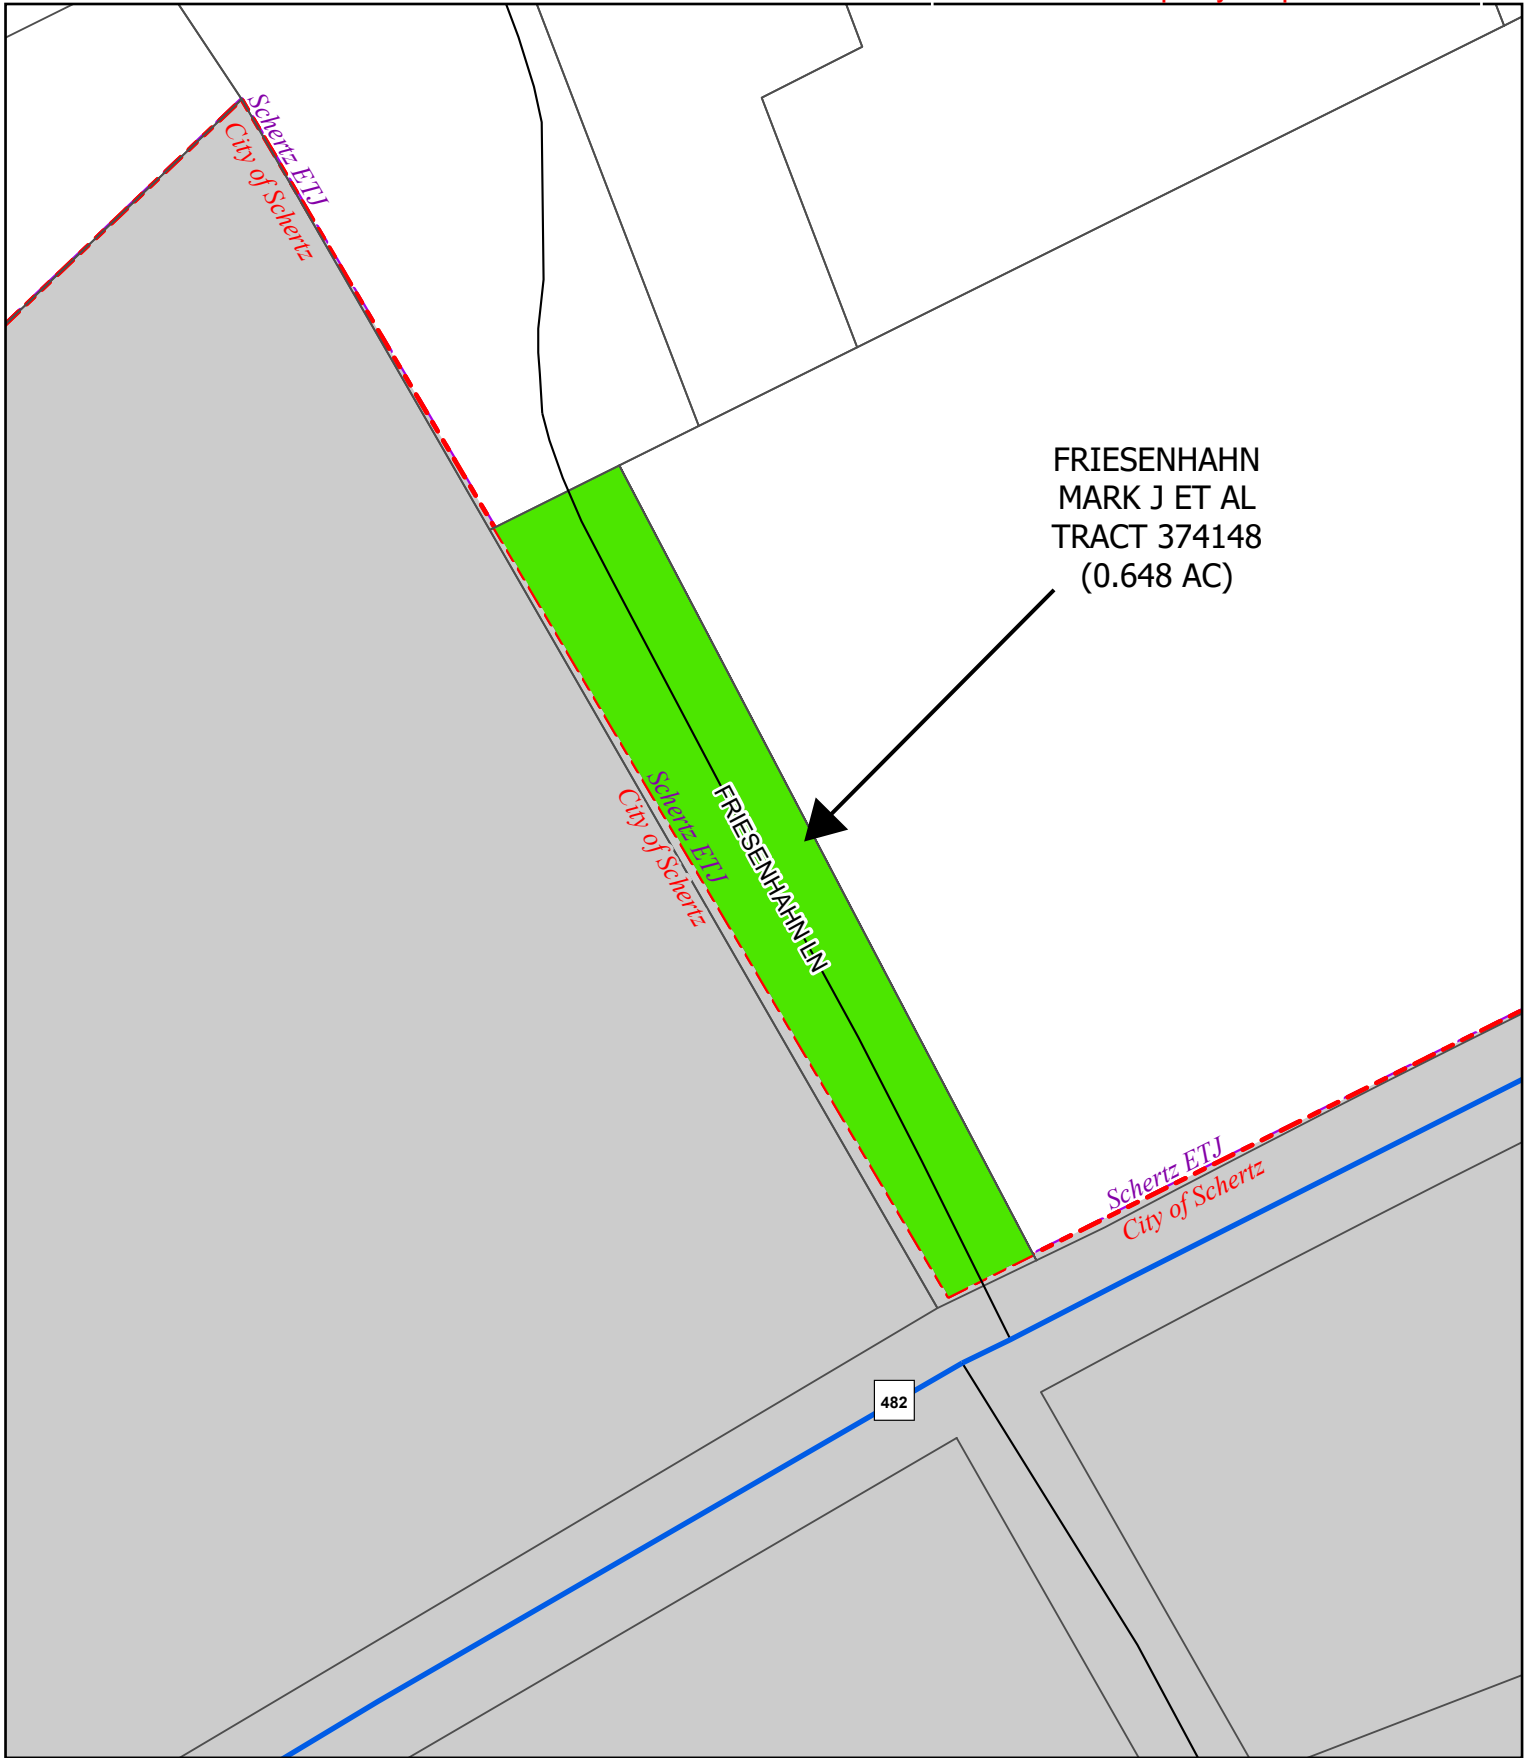 Schertz ETJ
City of Schertz
FRIESENHAHN
MARK J ET AL
TRACT 374148
(0.648 AC)
Schertz ETJ
City of Schertz
FRIESENHAHN LN
Schertz ETJ
City of Schertz
482